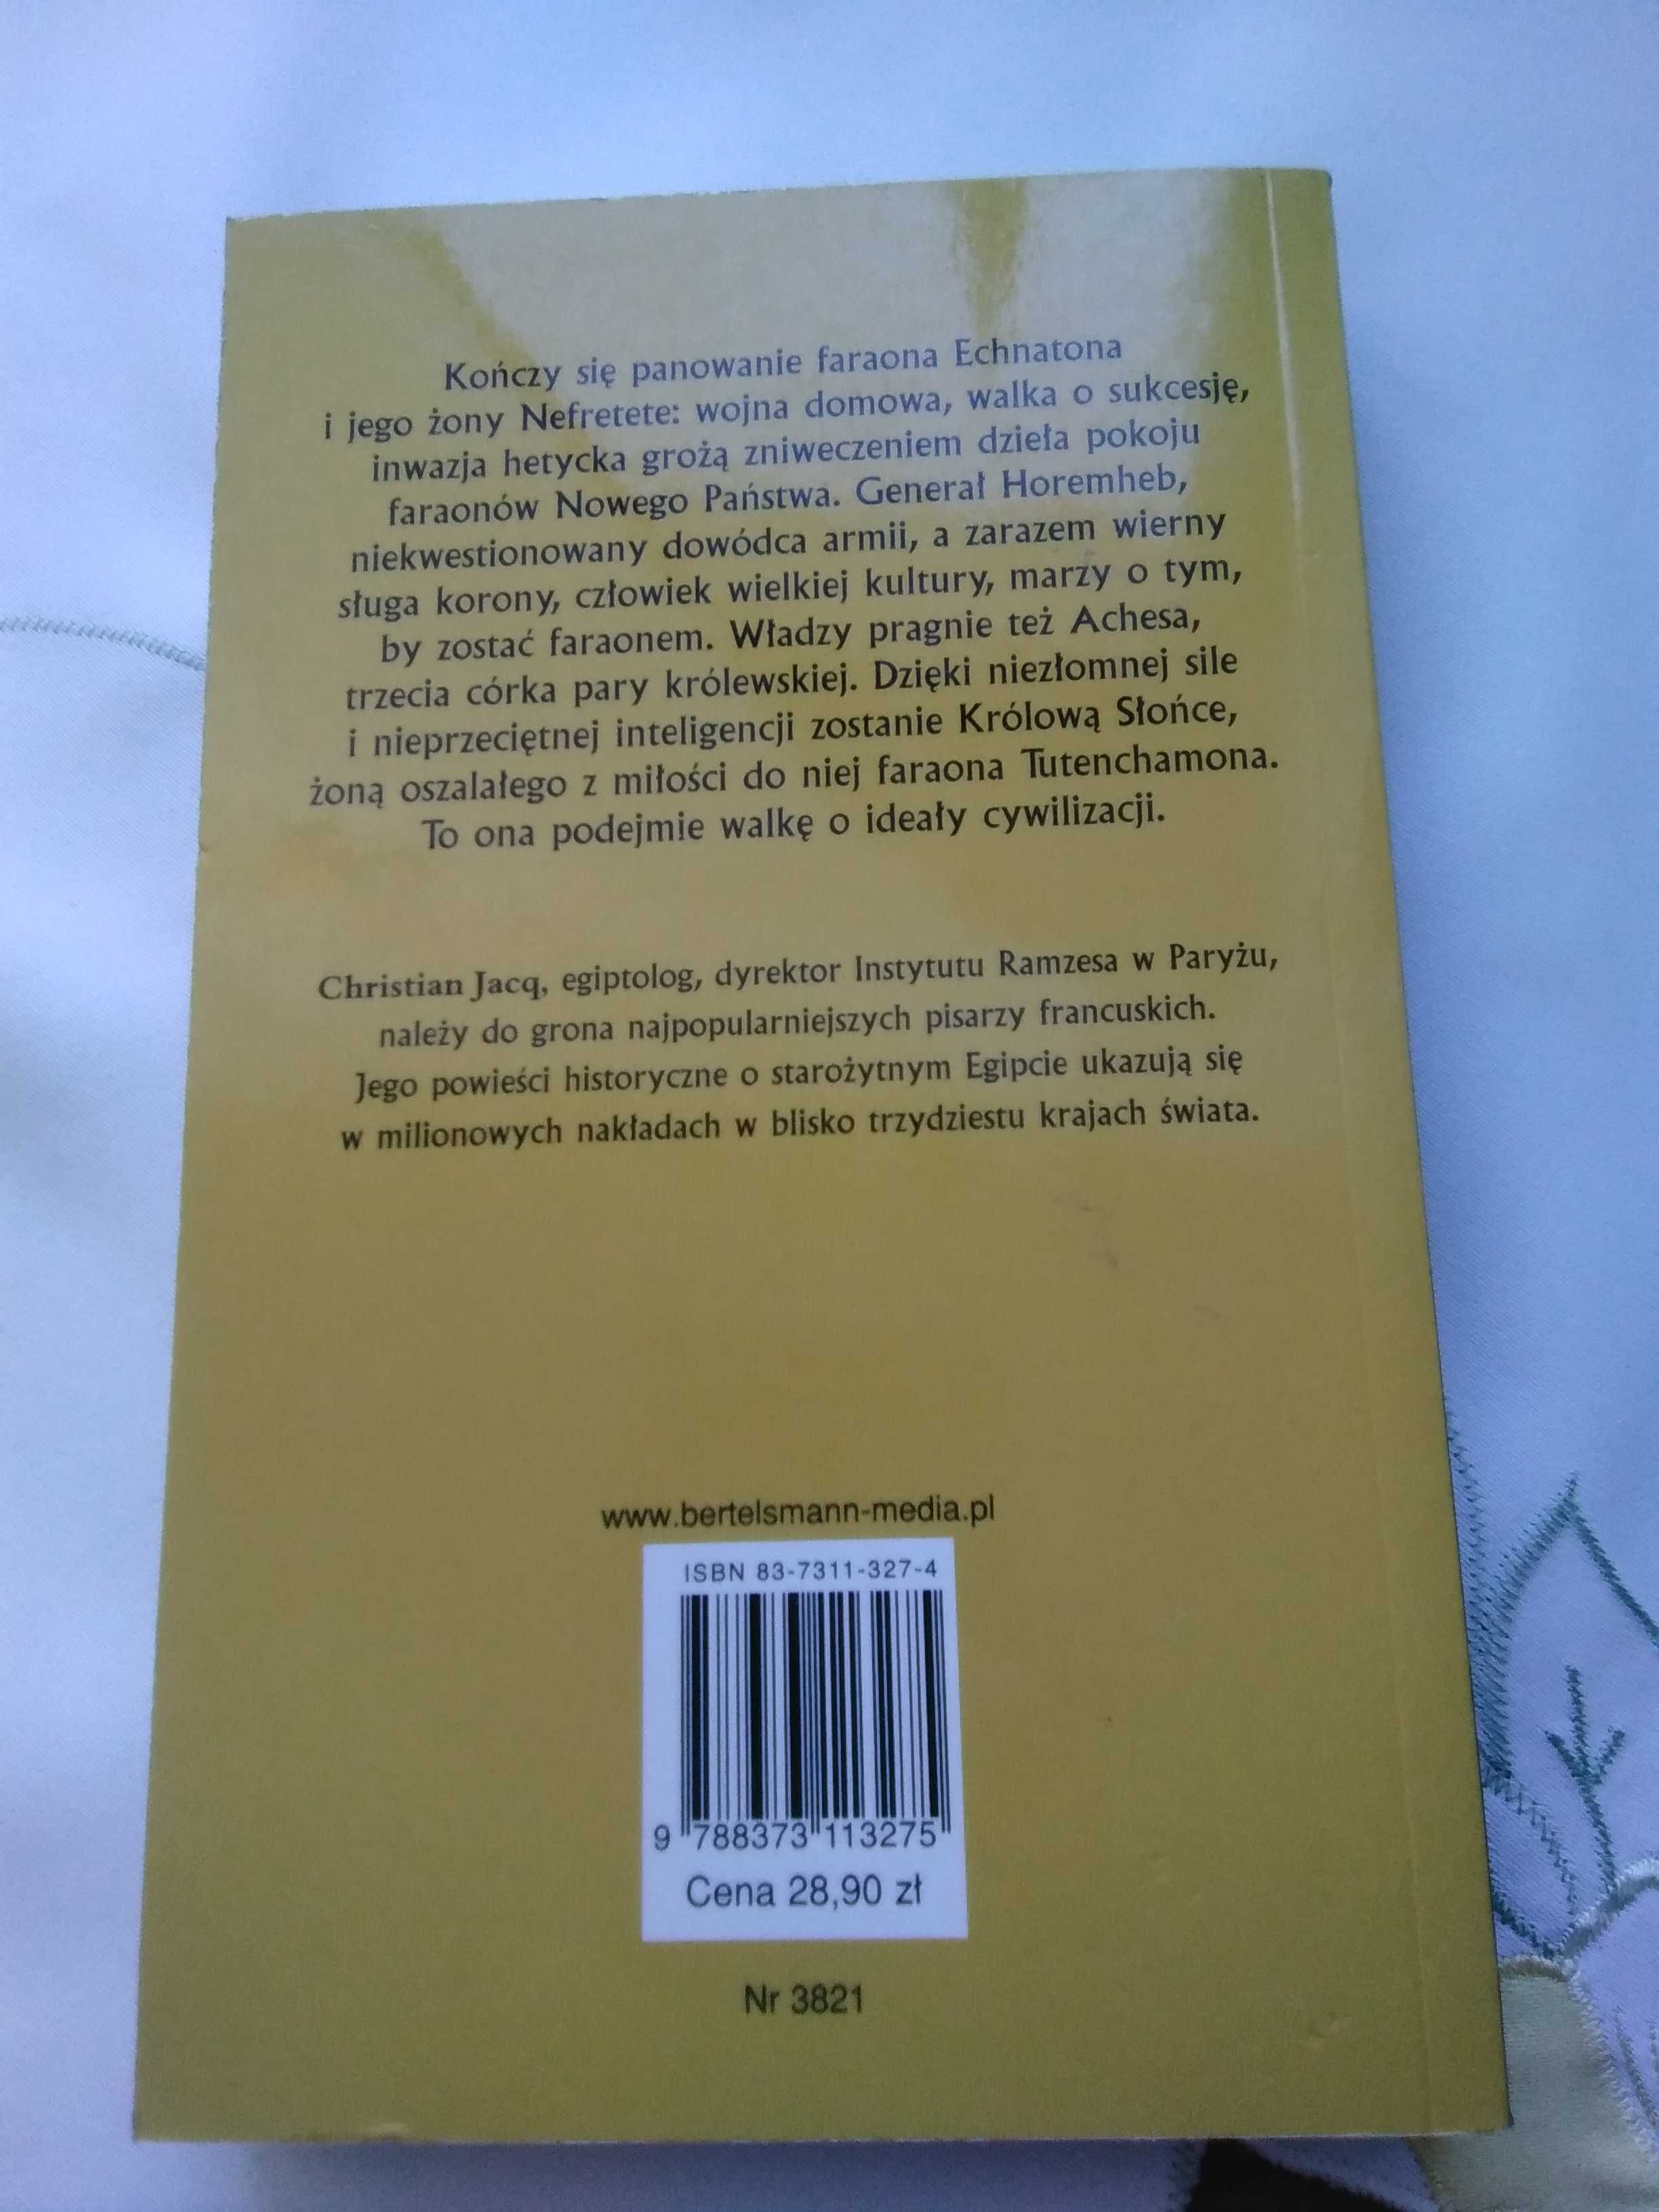 Kończy się panowanie faraona Echnatona
i jego żony Nefretete: wojna domowa, walka o sukcesję,
inwazja hetycka grożą zniweczeniem dzieła pokoju
faraonów Nowego Państwa. Generał Horemheb,
niekwestionowany dowódca armii, a zarazem wierny
sługa korony, człowiek wielkiej kultury, marzy o tym,
by zostać faraonem. Władzy pragnie też Achesa,
trzecia córka pary królewskiej. Dzięki niezłomnej sile
i nieprzeciętnej inteligencji zostanie Królową Słońce,
żoną oszalałego z miłości do niej faraona Tutenchamona.
To ona podejmie walkę o ideały cywilizacji.
Christian Jacq, egiptolog, dyrektor Instytutu Ramzesa w Paryżu,
należy do grona najpopularniejszych pisarzy francuskich.
Jego powieści historyczne o starożytnym Egipcie ukazują się
w milionowych nakładach w blisko trzydziestu krajach świata.
www.bertelsmann-media.pl
ISBN 83-7311-327-4
9 788373 113275
Cena 28,90 zł
Nr 3821